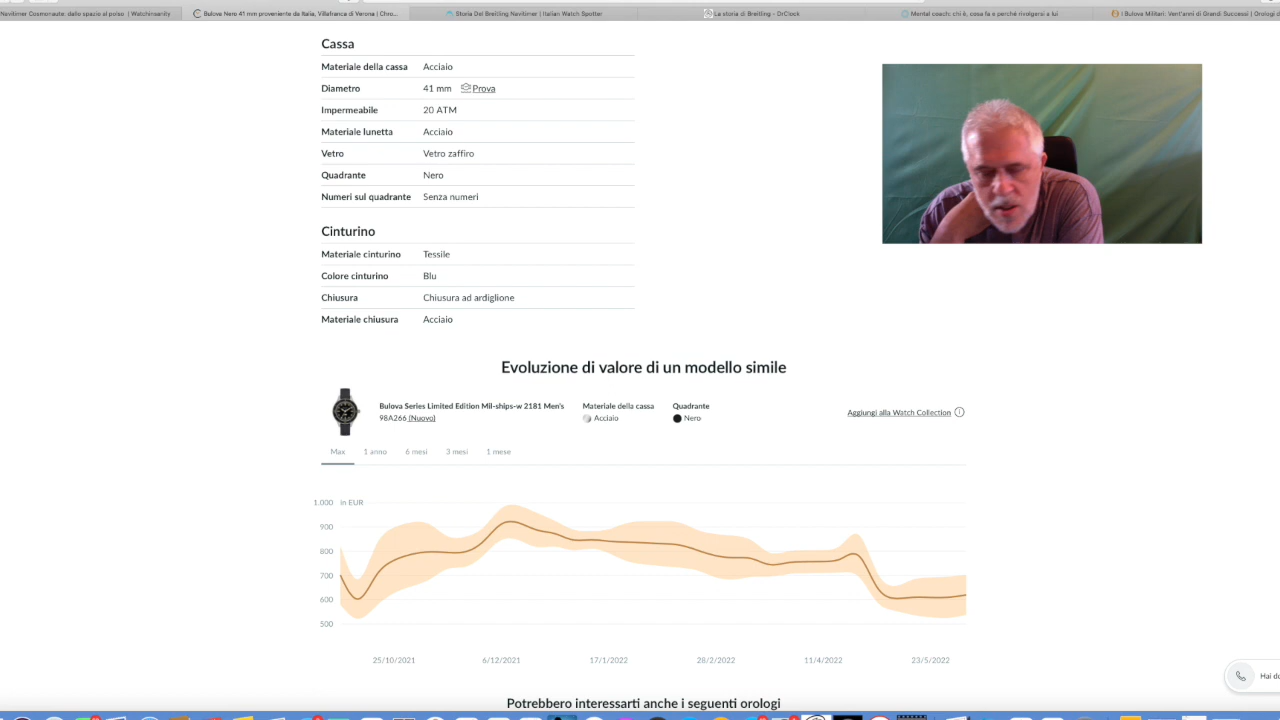 Navitimer Cosmonaute: dallo spazio al polso | Watchinsanity
Bulova Nero 41 mm proveniente da Italia, Villafranca di Verona | Chro...
Storia Del Breitling Navitimer | Italian Watch Spotter
La storia di Breitling - DrClock
Mental coach: chi è, cosa fa e perché rivolgersi a lui
I Bulova Militari: Vent'anni di Grandi Successi | Orologi d
Cassa
Materiale della cassa Acciaio
Diametro 41 mm Prova
Impermeabile 20 ATM
Materiale lunetta Acciaio
Vetro Vetro zaffiro
Quadrante Nero
Numeri sul quadrante Senza numeri
Cinturino
Materiale cinturino Tessile
Colore cinturino Blu
Chiusura Chiusura ad ardiglione
Materiale chiusura Acciaio
Evoluzione di valore di un modello simile
Bulova Series Limited Edition Mil-ships-w 2181 Men's Materiale della cassa Quadrante
98A266 (Nuovo) Acciaio Nero
Aggiungi alla Watch Collection
Max 1 anno 6 mesi 3 mesi 1 mese
1.000 in EUR
900
800
700
600
500
25/10/2021 6/12/2021 17/1/2022 28/2/2022 11/4/2022 23/5/2022
Hai d
Potrebbero interessarti anche i seguenti orologi